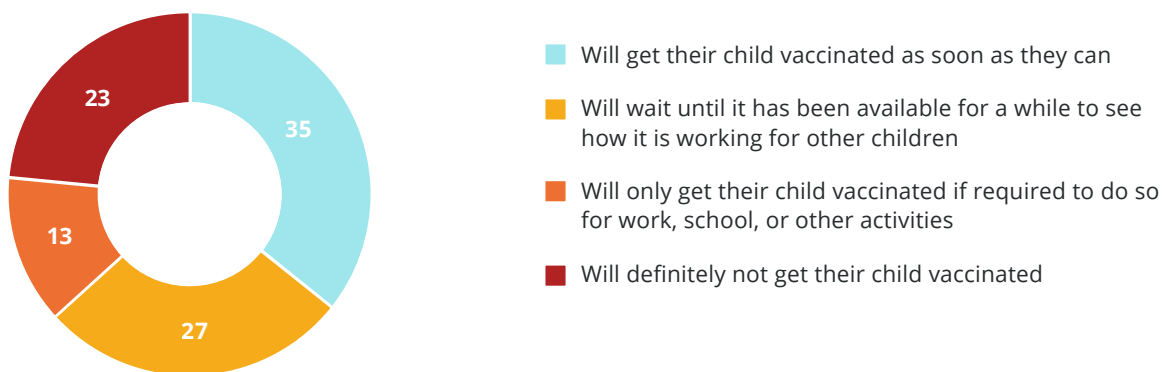 23
35
13
27
Will get their child vaccinated as soon as they can
Will wait until it has been available for a while to see
how it is working for other children
Will only get their child vaccinated if required to do so
for work, school, or other activities
Will definitely not get their child vaccinated